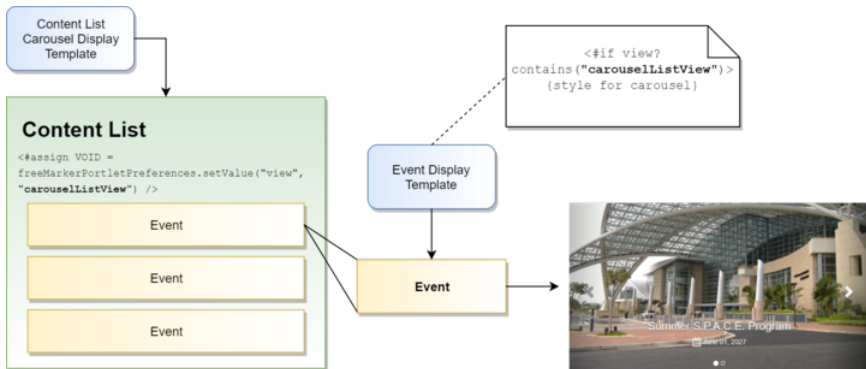 Content List
Carousel Display
Template
<#if view?
contains("carouselListView")>
{style for carousel}
Content List
<#assign VOID =
freeMarkerPortletPreferences.setValue("view",
"carouselListView") />
Event Display
Template
Event
Event
Event
Event
Summer S.P.A.C.E. Program
June 01, 2027